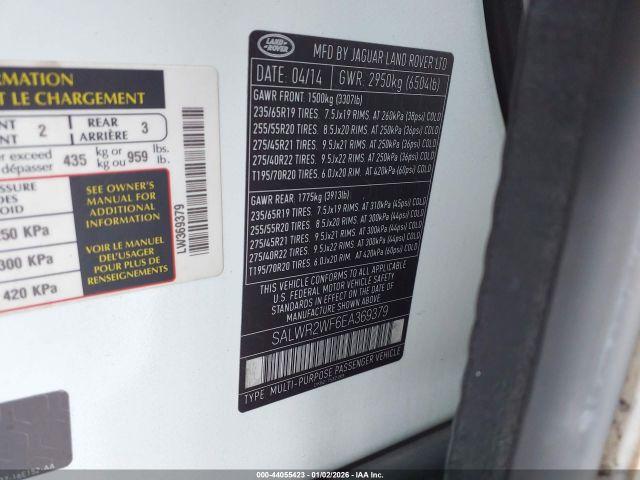 ORMATION
T LE CHARGEMENT
NT 2 REAR ARRIÈRE 3
er exceed
dépasser 435 kg or kg ou 959 lbs. lb.
SSURE
DES
OID
250 KPa
300 KPa
420 KPa
SEE OWNER'S
MANUAL FOR
ADDITIONAL
INFORMATION
VOIR LE MANUEL
DE L'USAGER
POUR PLUS DE
RENSEIGNEMENTS
LW369379
LAND ROVER
MFD BY JAGUAR LAND ROVER LTD
DATE: 04/14 GWR: 2950kg (6504lb)
GAWR FRONT: 1500kg (3307lb)
235/65R19 TIRES. 7.5Jx19 RIMS. AT 260kPa (38psi) COLD
255/55R20 TIRES. 8.5Jx20 RIMS. AT 250kPa (36psi) COLD
275/45R21 TIRES. 9.5Jx21 RIMS. AT 250kPa (36psi) COLD
275/40R22 TIRES. 9.5Jx22 RIMS. AT 250kPa (36psi) COLD
T195/70R20 TIRES. 6.0Jx20 RIM. AT 420kPa (60psi) COLD
GAWR REAR: 1775kg (3913lb)
235/65R19 TIRES. 7.5Jx19 RIMS. AT 310kPa (45psi) COLD
255/55R20 TIRES. 8.5Jx20 RIMS. AT 300kPa (44psi) COLD
275/45R21 TIRES. 9.5Jx21 RIMS. AT 300kPa (44psi) COLD
275/40R22 TIRES. 9.5Jx22 RIMS. AT 300kPa (44psi) COLD
T195/70R20 TIRES. 6.0Jx20 RIM. AT 420kPa (60psi) COLD
THIS VEHICLE CONFORMS TO ALL APPLICABLE
U.S. FEDERAL MOTOR VEHICLE SAFETY
STANDARDS IN EFFECT ON THE DATE OF
MANUFACTURE SHOWN ABOVE.
SALWR2WF6EA369379
TYPE: MULTI-PURPOSE PASSENGER VEHICLE
000-44055423 - 01/02/2026 - IAAI.com